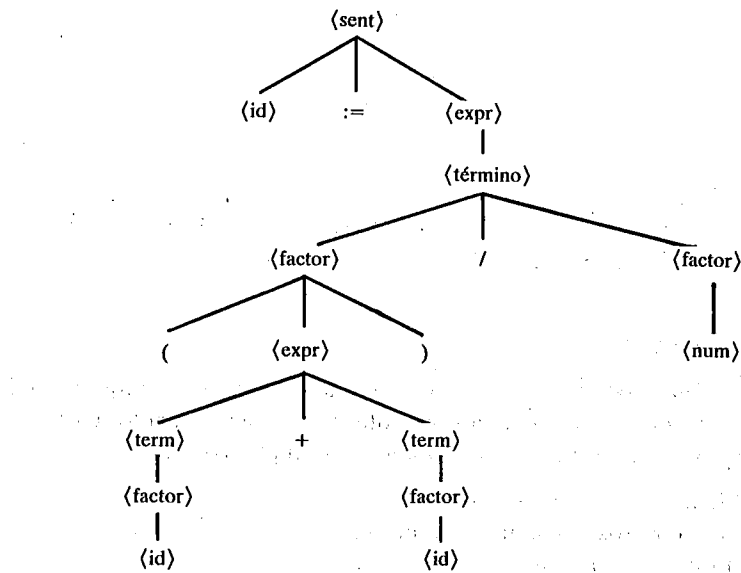 ⟨sent⟩
⟨id⟩ := ⟨expr⟩
⟨término⟩
⟨factor⟩ / ⟨factor⟩
( ⟨expr⟩ ) ⟨num⟩
⟨term⟩ + ⟨term⟩
⟨factor⟩ ⟨factor⟩
⟨id⟩ ⟨id⟩